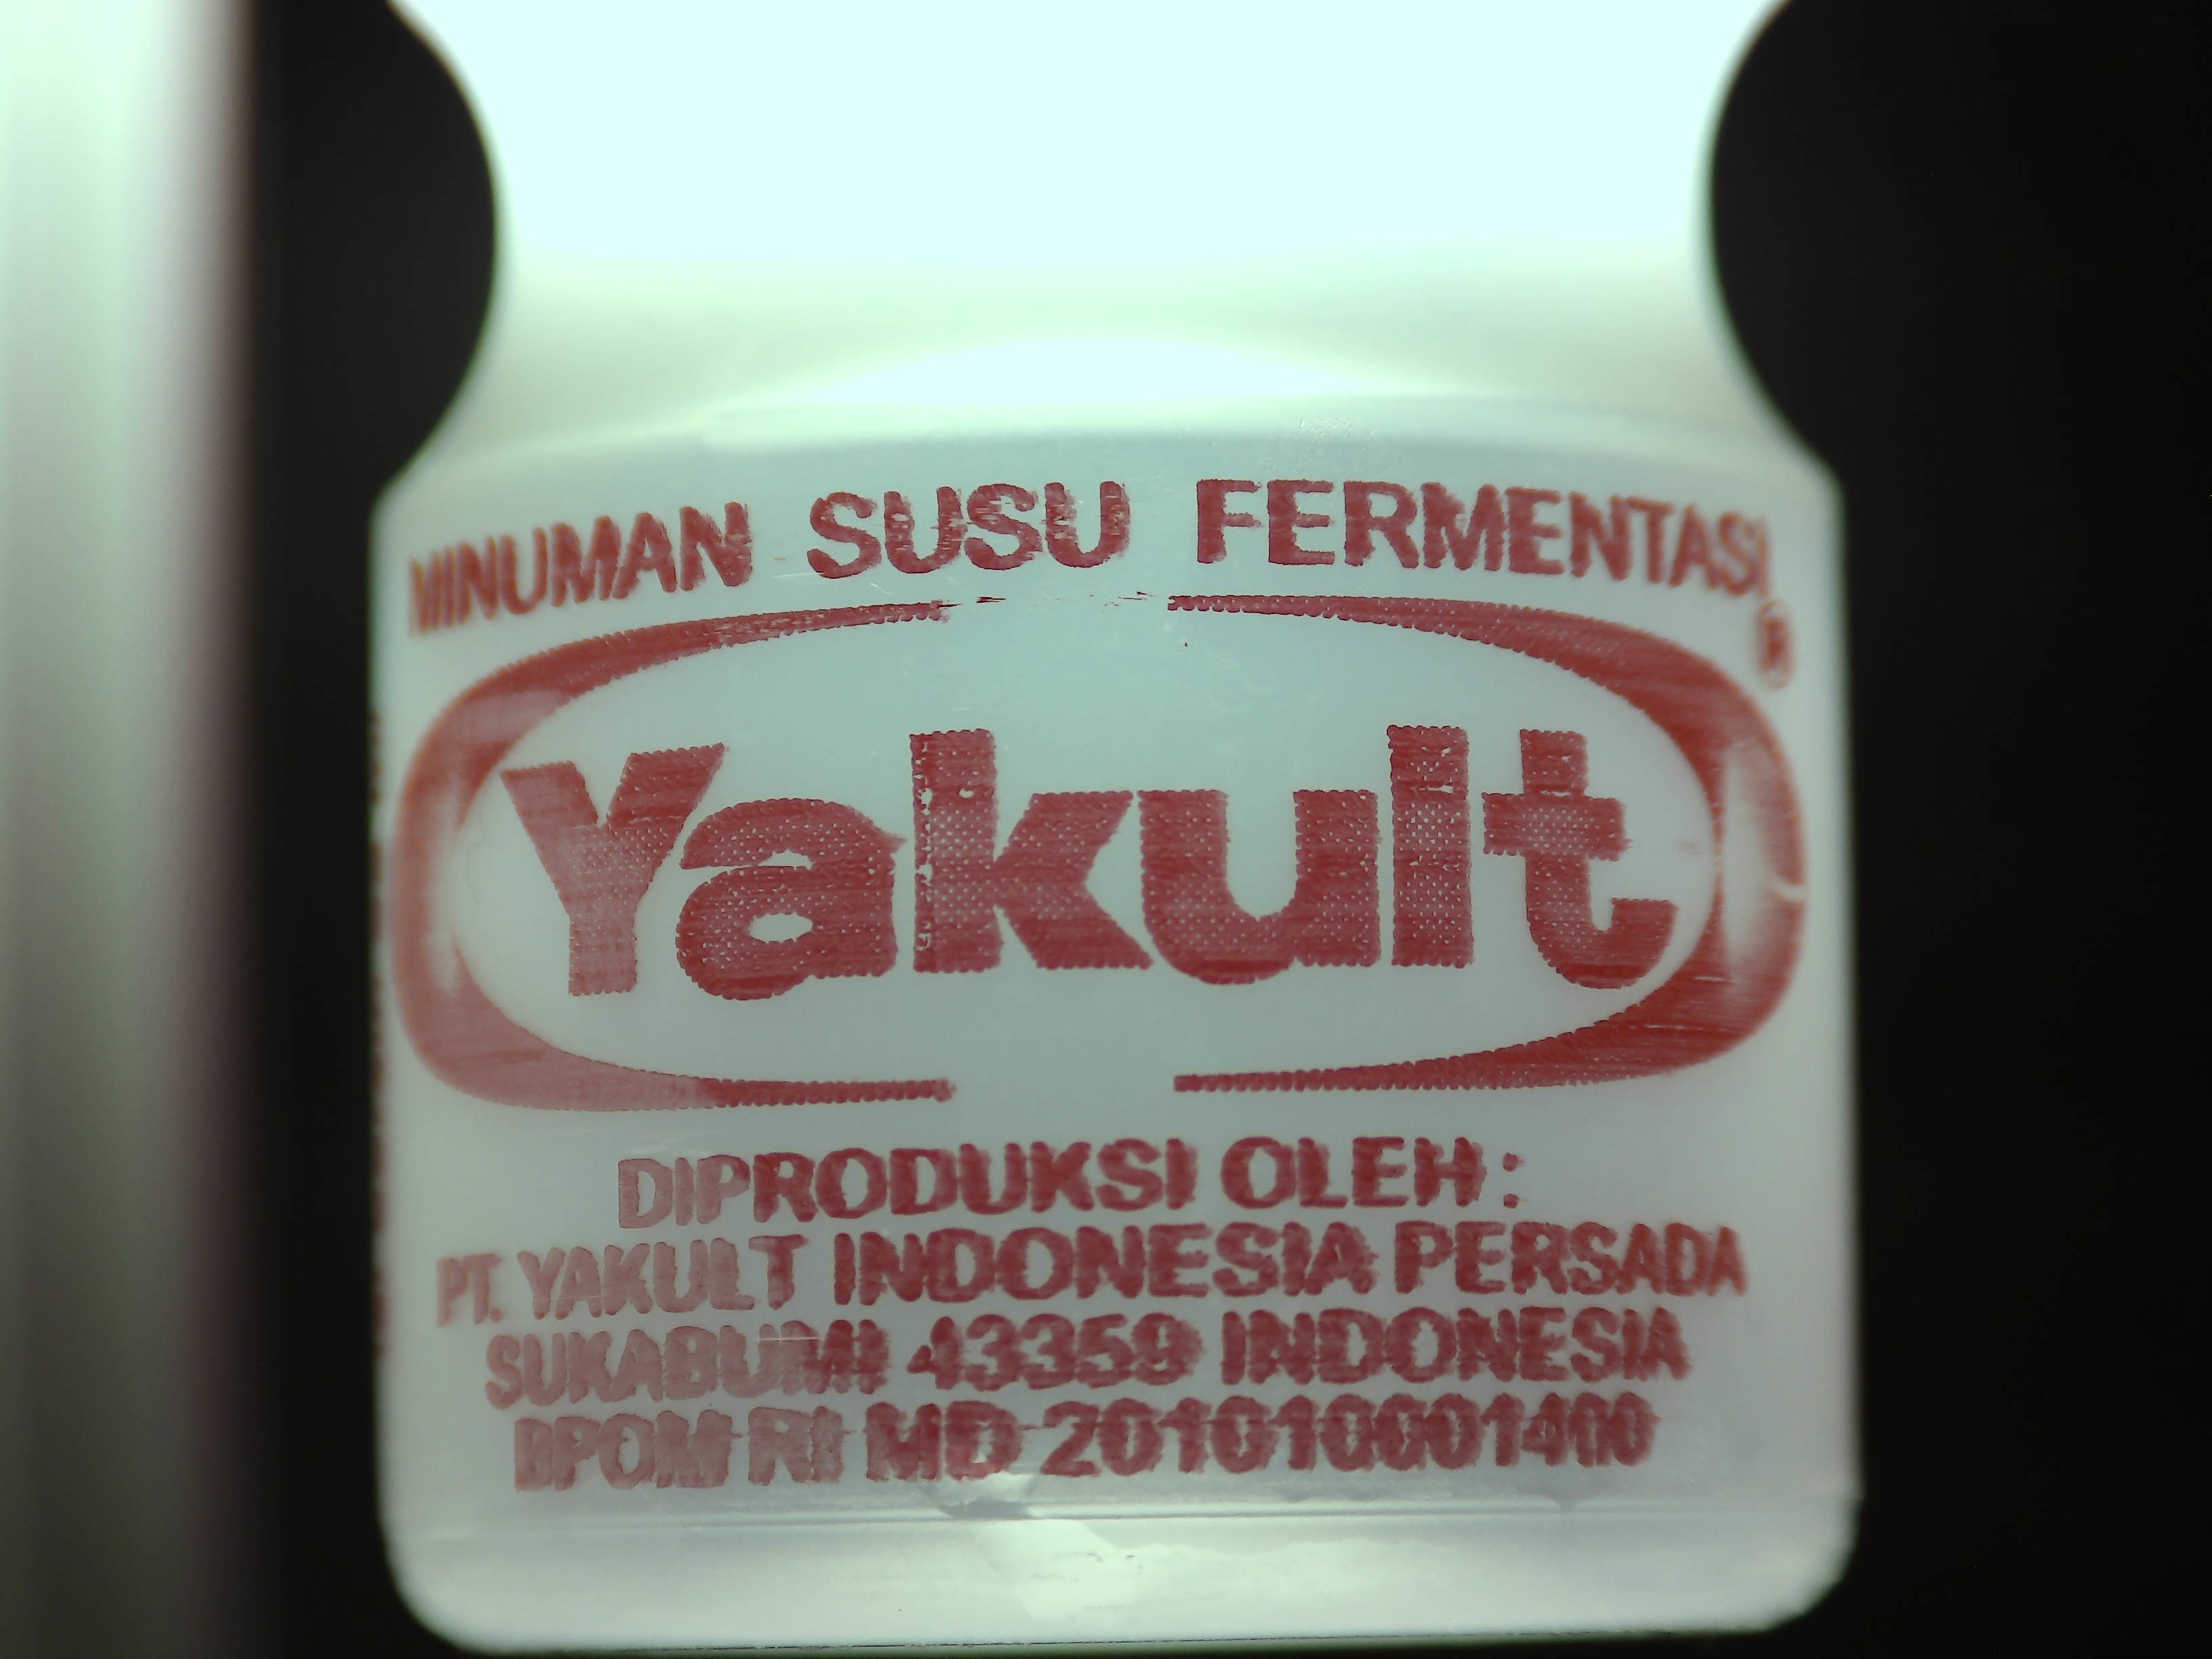 MINUMAN SUSU FERMENTASI
®
Yakult
DIPRODUKSI OLEH :
PT. YAKULT INDONESIA PERSADA
SUKABUMI 43359 INDONESIA
BPOM RI MD 201010001400